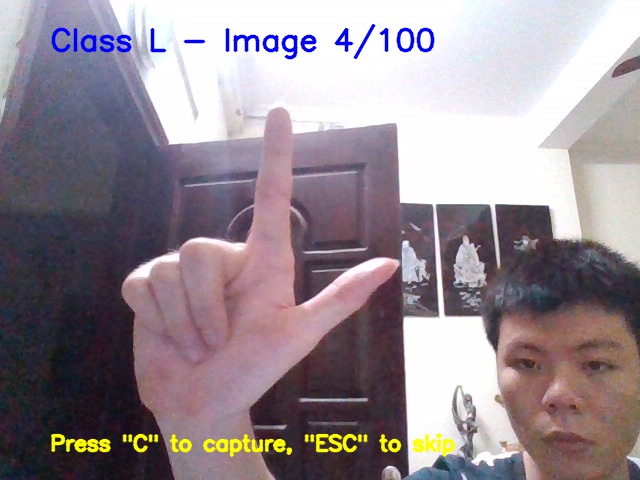 Class L - Image 4/100
Press "C" to capture, "ESC" to skip